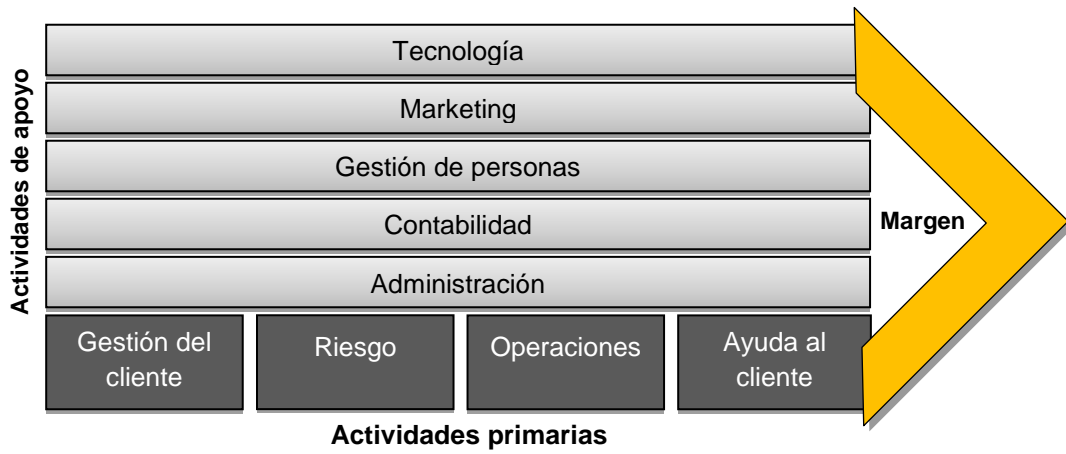 Actividades de apoyo
Tecnología
Marketing
Gestión de personas
Contabilidad
Administración
Margen
Gestión del
cliente
Riesgo
Operaciones
Ayuda al
cliente
Actividades primarias